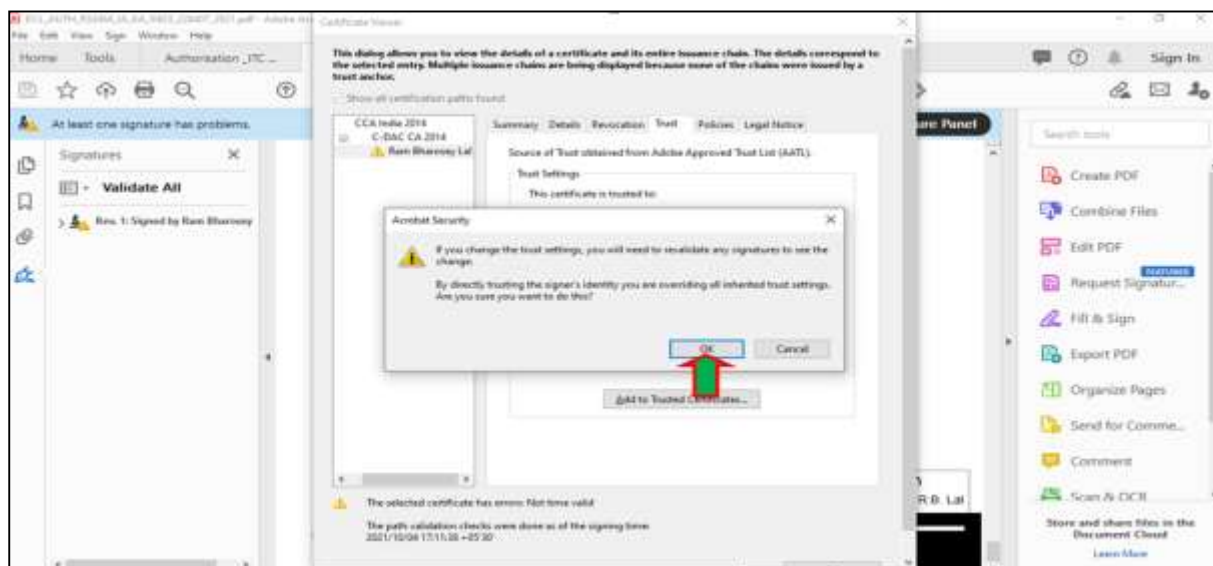 File Edit View Sign Window Help
Certificate Viewer
Home Tools Authorisation _ITC ...
Sign In
This dialog allows you to view the details of a certificate and its entire issuance chain. The details correspond to
the selected entry. Multiple issuance chains are being displayed because none of the chains were issued by a
trust anchor.
Show all certification paths found
At least one signature has problems.
Signatures
Validate All
Rev. 1: Signed by Ram Bharosey
CCA India 2014
C-DAC CA 2014
Ram Bharosey Lal
Summary Details Revocation Trust Policies Legal Notice
Source of Trust obtained from Adobe Approved Trust List (AATL).
Trust Settings
This certificate is trusted to:
Acrobat Security
If you change the trust settings, you will need to revalidate any signatures to see the
change.
By directly trusting the signer's identity you are overriding all inherited trust settings.
Are you sure you want to do this?
OK Cancel
Add to Trusted Certificates...
The selected certificate has errors: Not time valid
The path validation checks were done as of the signing time:
2021/10/04 17:11:38 +05'30'
Panel
R.B. Lal
Search tools
Create PDF
Combine Files
Edit PDF
Request Signatur...
Fill & Sign
Export PDF
Organize Pages
Send for Comme...
Comment
Scan & OCR
Store and share files in the
Document Cloud
Learn More